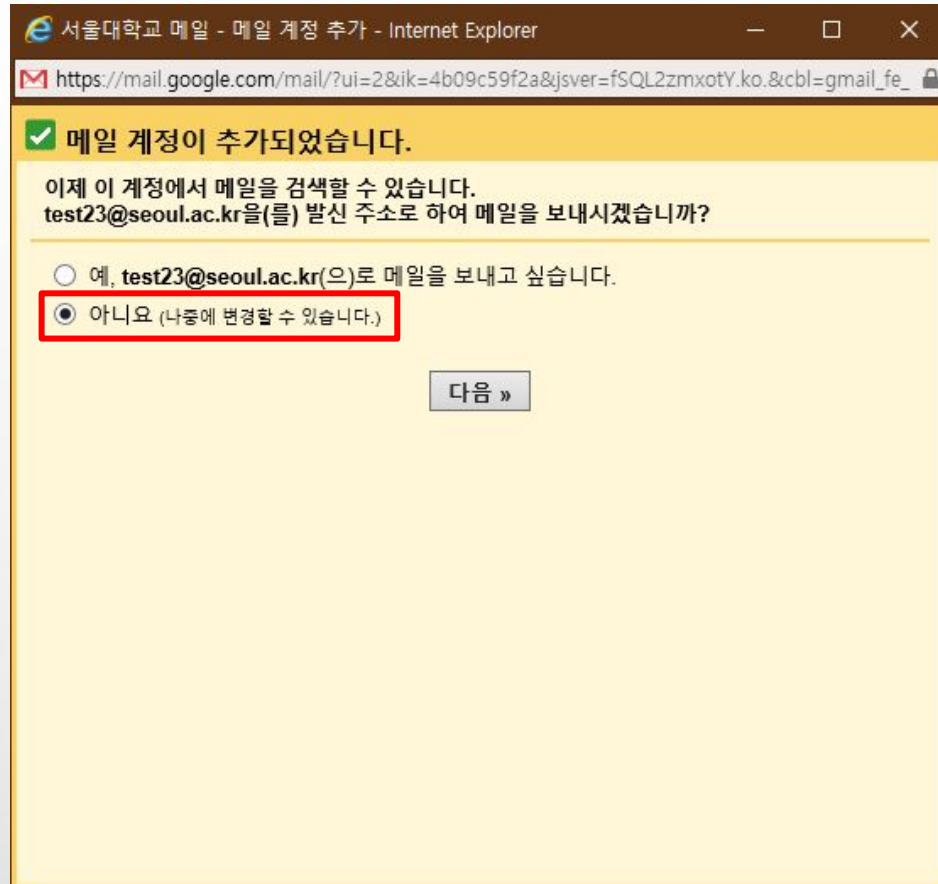 서울대학교 메일 - 메일 계정 추가 - Internet Explorer
https://mail.google.com/mail/?ui=2&ik=4b09c59f2a&jsver=fSQL2zmxotY.ko.&cbl=gmail_fe_
메일 계정이 추가되었습니다.
이제 이 계정에서 메일을 검색할 수 있습니다.
test23@seoul.ac.kr을(를) 발신 주소로 하여 메일을 보내시겠습니까?
예, test23@seoul.ac.kr(으)로 메일을 보내고 싶습니다.
아니요 (나중에 변경할 수 있습니다.)
다음 »